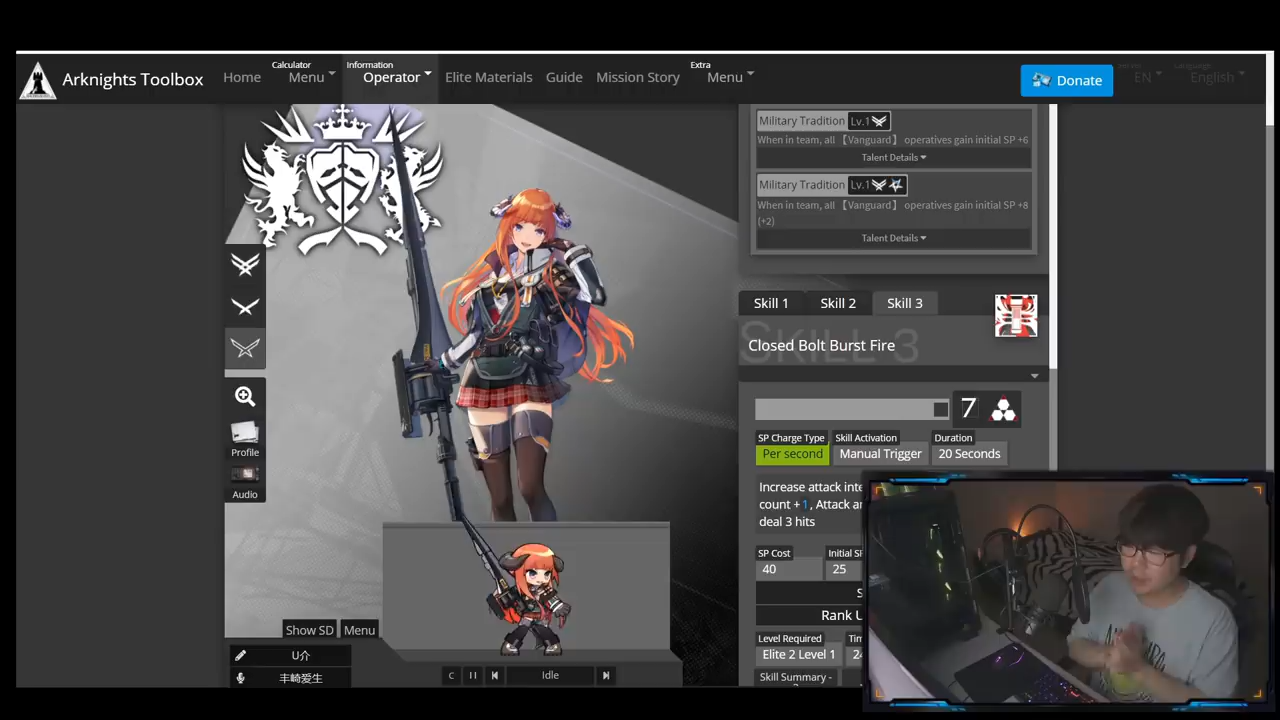 Arknights Toolbox
Home
Calculator
Menu
Information
Operator
Elite Materials
Guide
Mission Story
Extra
Menu
Donate
EN
Language
English
Military Tradition Lv.1
When in team, all 【Vanguard】 operatives gain initial SP +6
Talent Details
Military Tradition Lv.1
When in team, all 【Vanguard】 operatives gain initial SP +8
(+2)
Talent Details
Skill 1
Skill 2
Skill 3
SKILL 3
Closed Bolt Burst Fire
7
SP Charge Type
Skill Activation
Duration
Per second
Manual Trigger
20 Seconds
Increase attack inte
count +1, Attack a
deal 3 hits
SP Cost
Initial S
40
25
S
Rank U
Level Required
Tim
Elite 2 Level 1
24
Skill Summary -
Profile
Audio
Show SD
Menu
U介
丰崎爱生
C
Idle